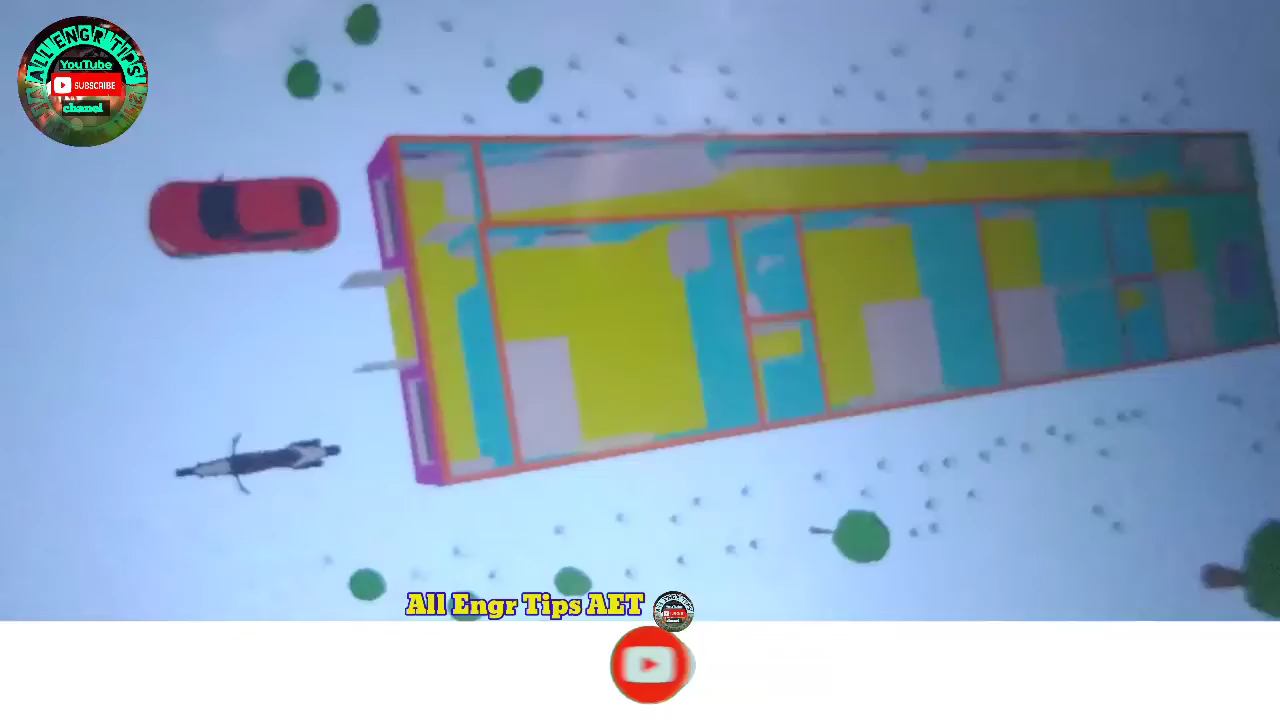 ALL ENGR TIPS
YouTube
SUBSCRIBE
chanel
All Engr Tips AET